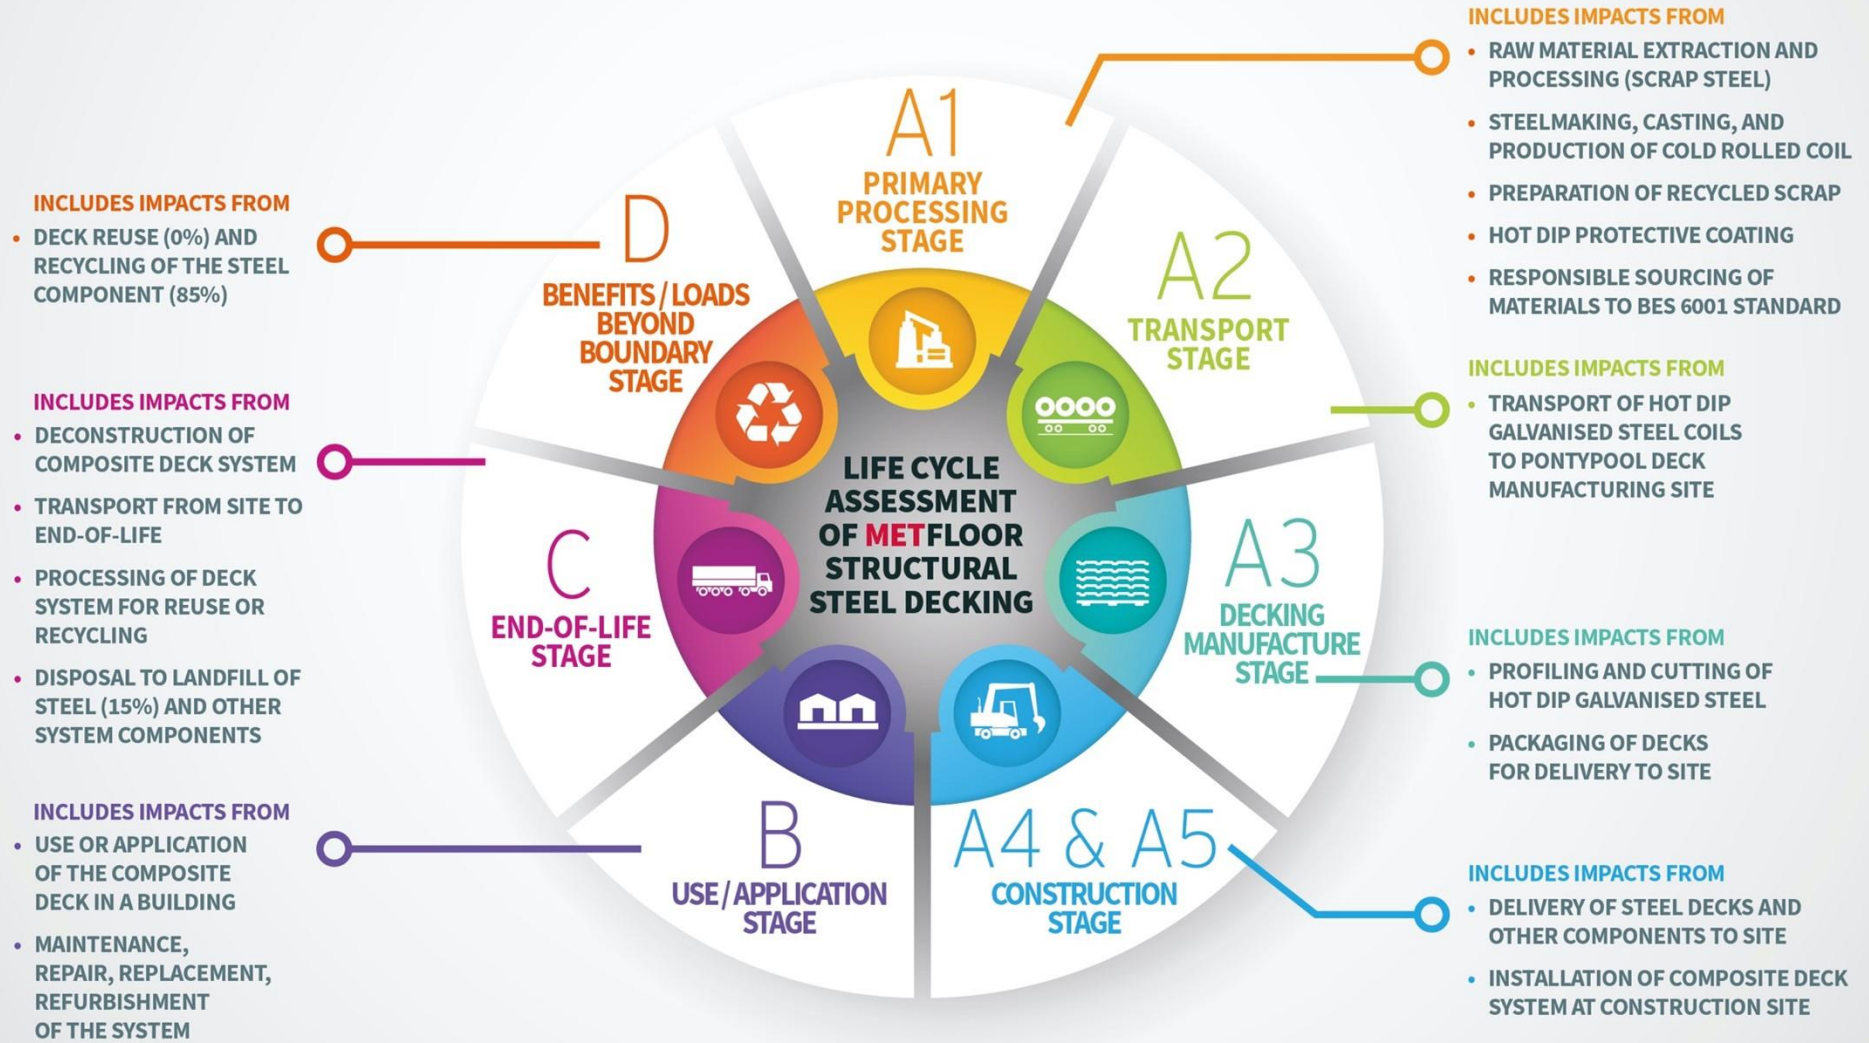 A1
PRIMARY
PROCESSING
STAGE
INCLUDES IMPACTS FROM
• RAW MATERIAL EXTRACTION AND
PROCESSING (SCRAP STEEL)
• STEELMAKING, CASTING, AND
PRODUCTION OF COLD ROLLED COIL
• PREPARATION OF RECYCLED SCRAP
• HOT DIP PROTECTIVE COATING
• RESPONSIBLE SOURCING OF
MATERIALS TO BES 6001 STANDARD
A2
TRANSPORT
STAGE
INCLUDES IMPACTS FROM
• TRANSPORT OF HOT DIP
GALVANISED STEEL COILS
TO PONTYPOOL DECK
MANUFACTURING SITE
A3
DECKING
MANUFACTURE
STAGE
INCLUDES IMPACTS FROM
• PROFILING AND CUTTING OF
HOT DIP GALVANISED STEEL
• PACKAGING OF DECKS
FOR DELIVERY TO SITE
A4 & A5
CONSTRUCTION
STAGE
INCLUDES IMPACTS FROM
• DELIVERY OF STEEL DECKS AND
OTHER COMPONENTS TO SITE
• INSTALLATION OF COMPOSITE DECK
SYSTEM AT CONSTRUCTION SITE
B
USE / APPLICATION
STAGE
INCLUDES IMPACTS FROM
• USE OR APPLICATION
OF THE COMPOSITE
DECK IN A BUILDING
• MAINTENANCE,
REPAIR, REPLACEMENT,
REFURBISHMENT
OF THE SYSTEM
C
END-OF-LIFE
STAGE
INCLUDES IMPACTS FROM
• DECONSTRUCTION OF
COMPOSITE DECK SYSTEM
• TRANSPORT FROM SITE TO
END-OF-LIFE
• PROCESSING OF DECK
SYSTEM FOR REUSE OR
RECYCLING
• DISPOSAL TO LANDFILL OF
STEEL (15%) AND OTHER
SYSTEM COMPONENTS
D
BENEFITS / LOADS
BEYOND
BOUNDARY
STAGE
INCLUDES IMPACTS FROM
• DECK REUSE (0%) AND
RECYCLING OF THE STEEL
COMPONENT (85%)
LIFE CYCLE
ASSESSMENT
OF METFLOOR
STRUCTURAL
STEEL DECKING